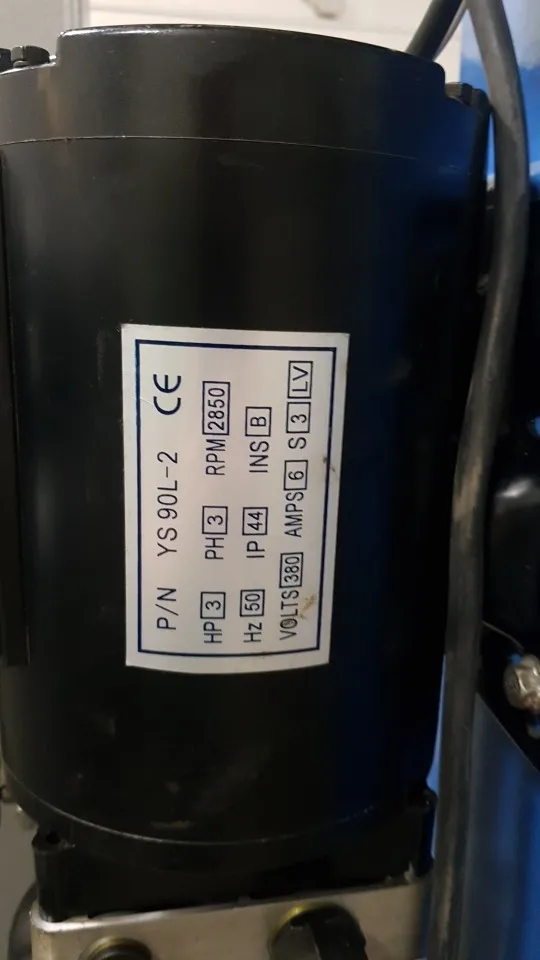 P/N YS 90L-2 CE
HP 3 PH 3 RPM 2850
Hz 50 IP 44 INS B
VOLTS 380 AMPS 6 S 3 LV